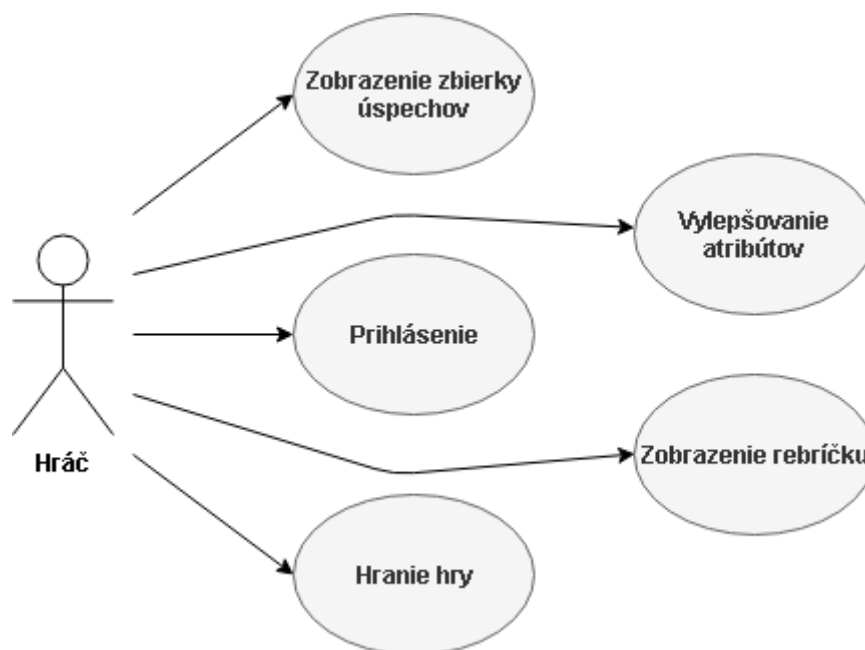 Zobrazenie zbierky
úspechov
Vylepšovanie
atribútov
Prihlásenie
Hráč
Zobrazenie rebríčku
Hranie hry